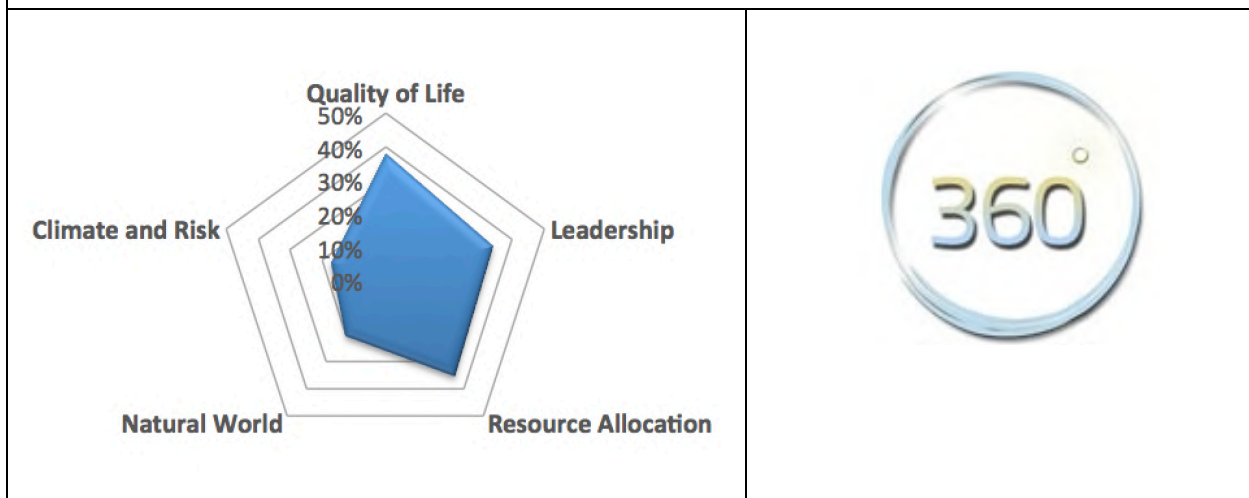 Quality of Life
50%
40%
30%
20%
10%
0%
Climate and Risk
Leadership
Natural World
Resource Allocation
360°